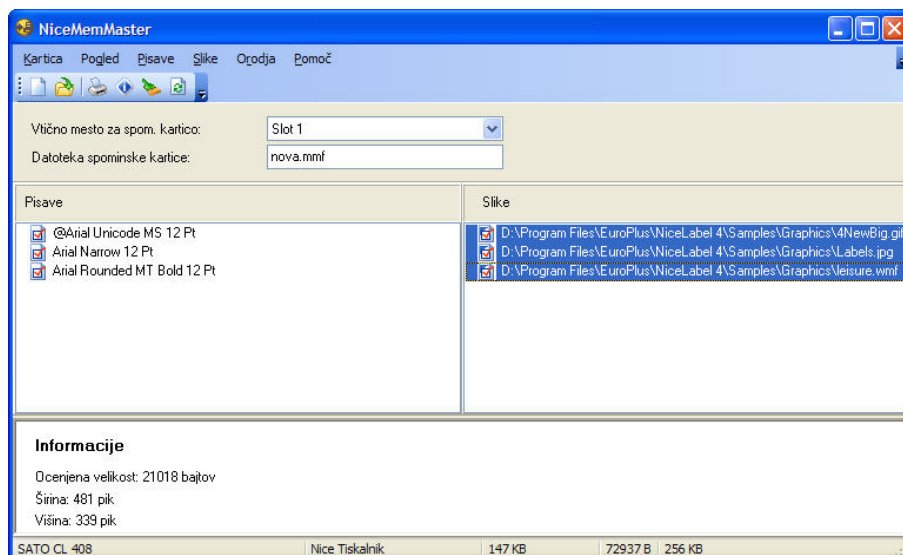 NiceMemMaster
Kartica Pogled Pisave Slike Orodja Pomoč
Vtično mesto za spom. kartico: Slot 1
Datoteka spominske kartice: nova.mmf
Pisave Slike
@Arial Unicode MS 12 Pt
Arial Narrow 12 Pt
Arial Rounded MT Bold 12 Pt
D:\Program Files\EuroPlus\NiceLabel 4\Samples\Graphics\4NewBig.gif
D:\Program Files\EuroPlus\NiceLabel 4\Samples\Graphics\Labels.jpg
D:\Program Files\EuroPlus\NiceLabel 4\Samples\Graphics\leisure.wmf
Informacije
Ocenjena velikost: 21018 bajtov
Širina: 481 pik
Višina: 339 pik
SATO CL 408 Nice Tiskalnik 147 KB 72937 B 256 KB